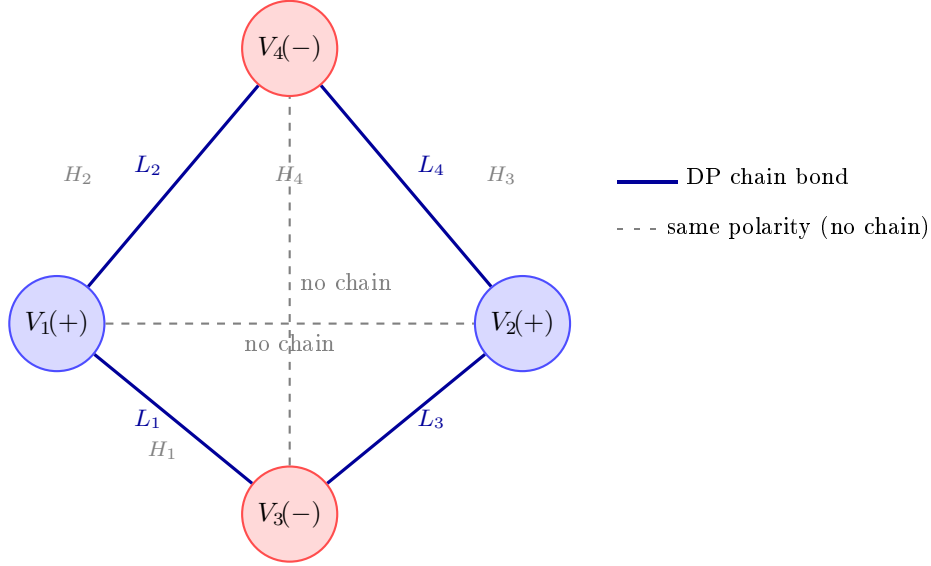 V₄(−)
H₂
L₂
H₄
L₄
H₃
DP chain bond
same polarity (no chain)
no chain
V₁(+)
V₂(+)
no chain
L₁
L₃
H₁
V₃(−)